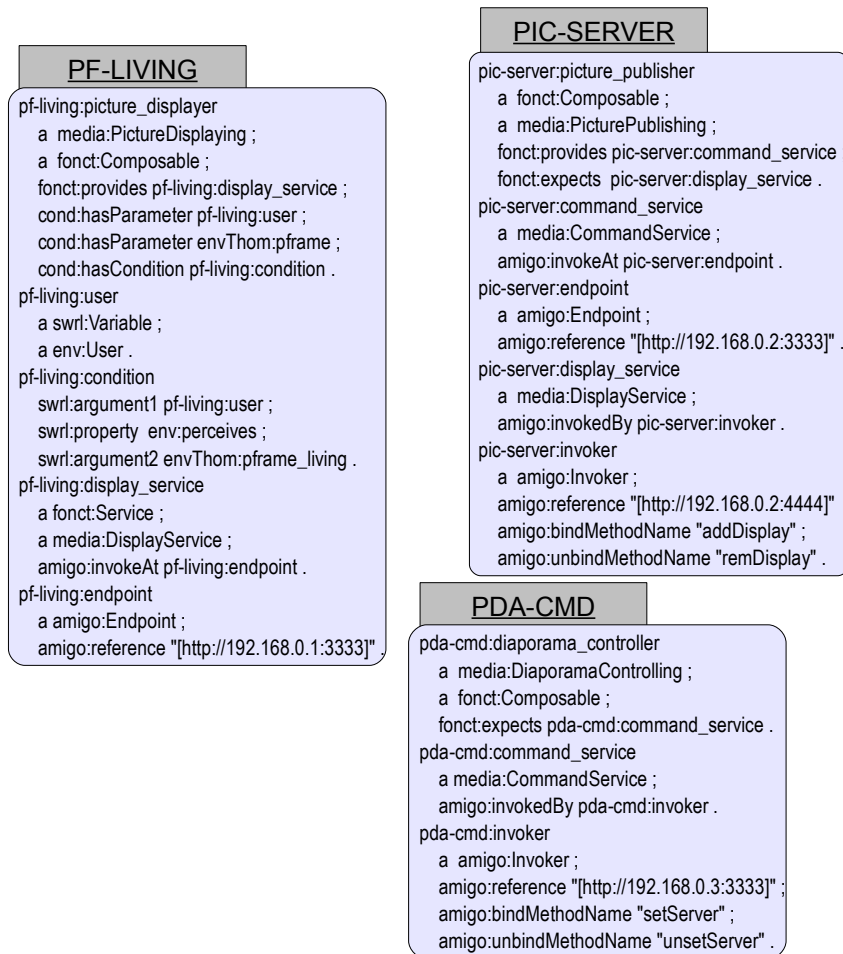 PF-LIVING
pf-living:picture_displayer
a media:PictureDisplaying ;
a fonct:Composable ;
fonct:provides pf-living:display_service ;
cond:hasParameter pf-living:user ;
cond:hasParameter envThom:pframe ;
cond:hasCondition pf-living:condition .
pf-living:user
a swrl:Variable ;
a env:User .
pf-living:condition
swrl:argument1 pf-living:user ;
swrl:property env:perceives ;
swrl:argument2 envThom:pframe_living .
pf-living:display_service
a fonct:Service ;
a media:DisplayService ;
amigo:invokeAt pf-living:endpoint .
pf-living:endpoint
a amigo:Endpoint ;
amigo:reference "[http://192.168.0.1:3333]" .
PIC-SERVER
pic-server:picture_publisher
a fonct:Composable ;
a media:PicturePublishing ;
fonct:provides pic-server:command_service
fonct:expects pic-server:display_service .
pic-server:command_service
a media:CommandService ;
amigo:invokeAt pic-server:endpoint .
pic-server:endpoint
a amigo:Endpoint ;
amigo:reference "[http://192.168.0.2:3333]" .
pic-server:display_service
a media:DisplayService ;
amigo:invokedBy pic-server:invoker .
pic-server:invoker
a amigo:Invoker ;
amigo:reference "[http://192.168.0.2:4444]"
amigo:bindMethodName "addDisplay" ;
amigo:unbindMethodName "remDisplay" .
PDA-CMD
pda-cmd:diaporama_controller
a media:DiaporamaControlling ;
a fonct:Composable ;
fonct:expects pda-cmd:command_service .
pda-cmd:command_service
a media:CommandService ;
amigo:invokedBy pda-cmd:invoker .
pda-cmd:invoker
a amigo:Invoker ;
amigo:reference "[http://192.168.0.3:3333]" ;
amigo:bindMethodName "setServer" ;
amigo:unbindMethodName "unsetServer" .